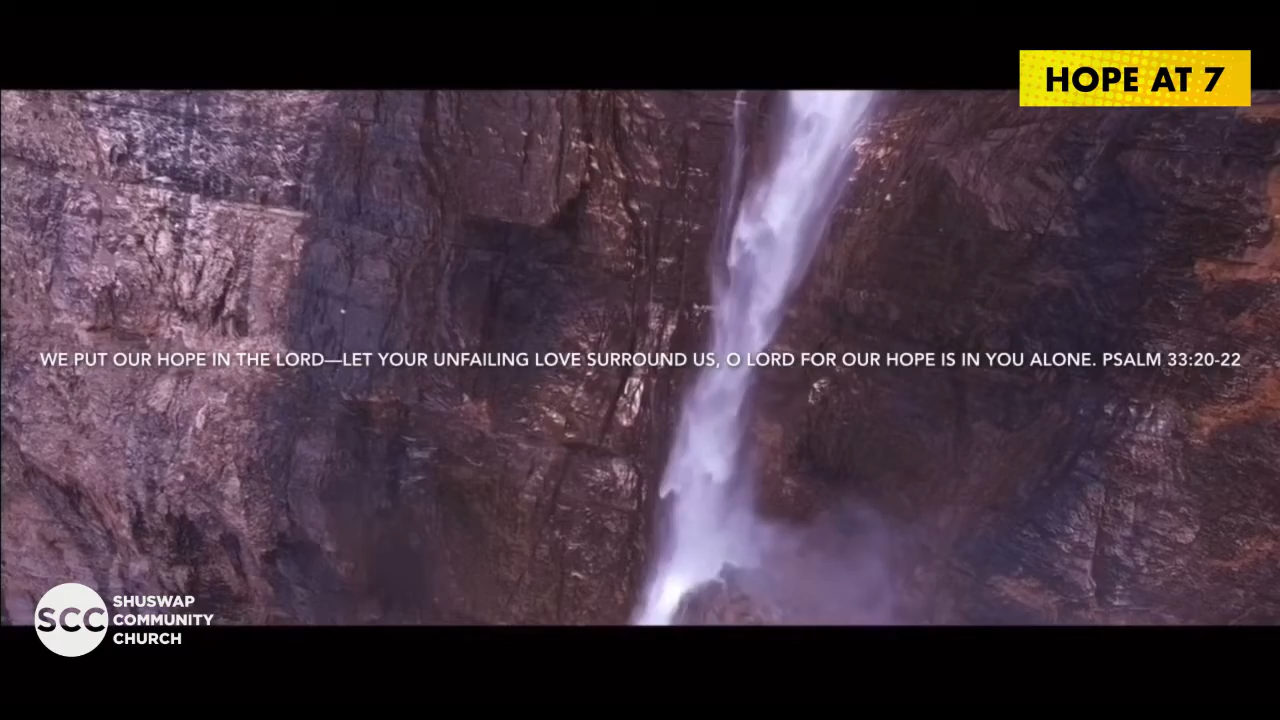 HOPE AT 7
WE PUT OUR HOPE IN THE LORD—LET YOUR UNFAILING LOVE SURROUND US, O LORD FOR OUR HOPE IS IN YOU ALONE. PSALM 33:20-22
SCC
SHUSWAP
COMMUNITY
CHURCH